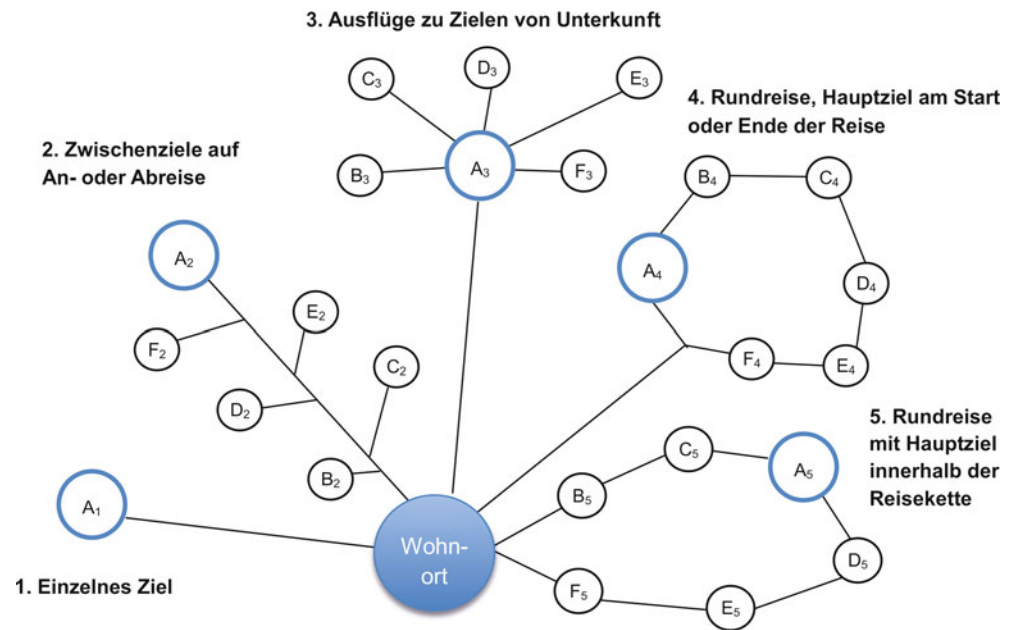 3. Ausflüge zu Zielen von Unterkunft
C₃
D₃
E₃
B₃
A₃
F₃
4. Rundreise, Hauptziel am Start
oder Ende der Reise
B₄
C₄
A₄
D₄
F₄
E₄
2. Zwischenziele auf
An- oder Abreise
A₂
E₂
F₂
C₂
D₂
B₂
5. Rundreise
mit Hauptziel
innerhalb der
Reisekette
C₅
A₅
B₅
D₅
F₅
E₅
A₁
Wohn-
ort
1. Einzelnes Ziel